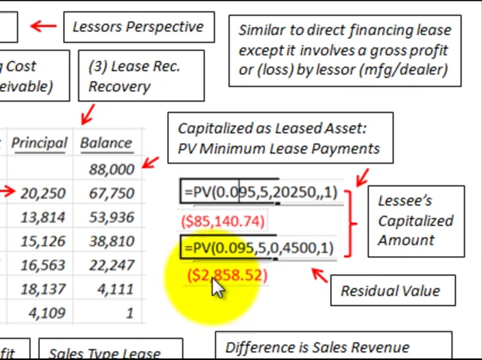 Lessors Perspective
Similar to direct financing lease
except it involves a gross profit
or (loss) by lessor (mfg/dealer)
g Cost
eivable)
(3) Lease Rec.
Recovery
Principal Balance
88,000
20,250 67,750
13,814 53,936
15,126 38,810
16,563 22,247
18,137 4,111
4,109 1
Capitalized as Leased Asset:
PV Minimum Lease Payments
=PV(0.095,5,20250,,1)
($85,140.74)
=PV(0.095,5,0,4500,1)
($2,858.52)
Lessee's
Capitalized
Amount
Residual Value
fit
Sales Type Lease
Difference is Sales Revenue